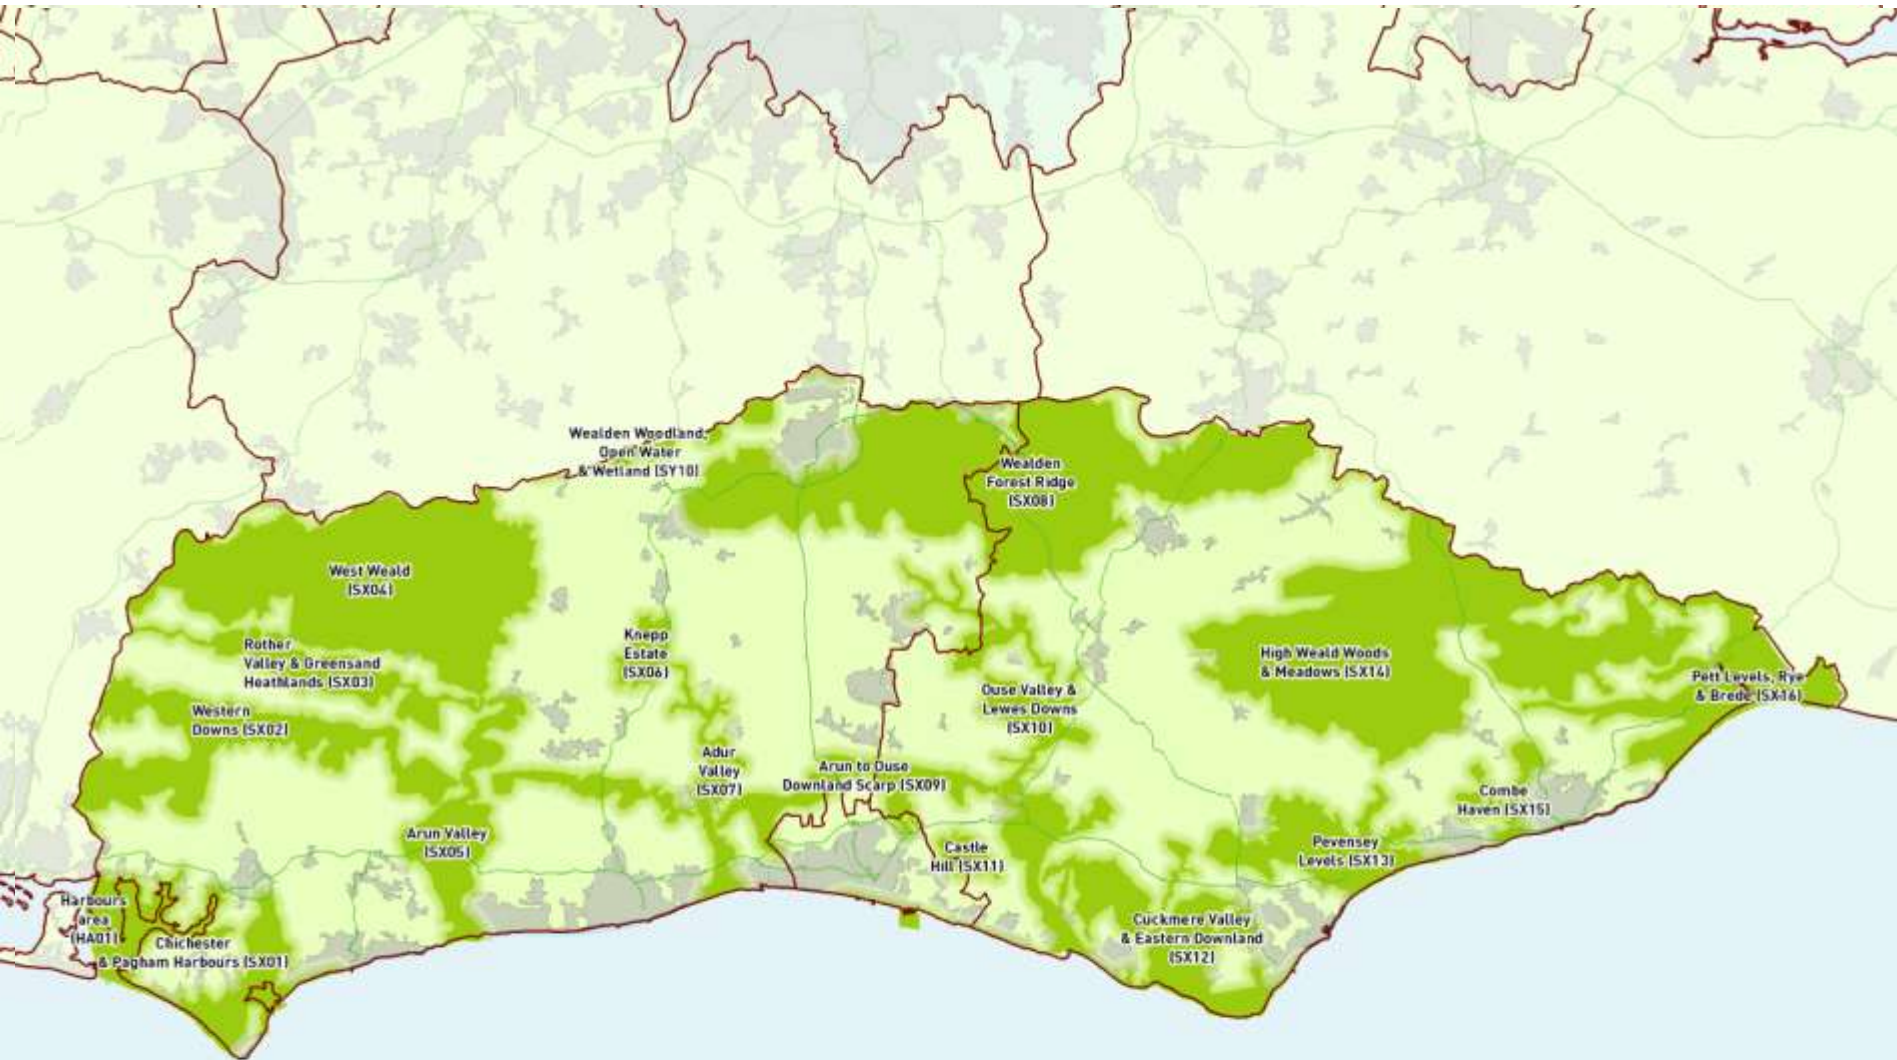 Wealden Woodland,
Open Water
& Wetland (SY10)
Wealden
Forest Ridge
(SX08)
West Weald
(SX04)
Rother
Valley & Greensand
Heathlands (SX03)
Knepp
Estate
(SX06)
High Weald Woods
& Meadows (SX14)
Pett Levels, Rye
& Brede (SX16)
Western
Downs (SX02)
Ouse Valley &
Lewes Downs
(SX10)
Adur
Valley
(SX07)
Arun to Ouse
Downland Scarp (SX09)
Combe
Haven (SX15)
Arun Valley
(SX05)
Castle
Hill (SX11)
Pevensey
Levels (SX13)
Harbours
area
(HA01)
Chichester
& Pagham Harbours (SX01)
Cuckmere Valley
& Eastern Downland
(SX12)